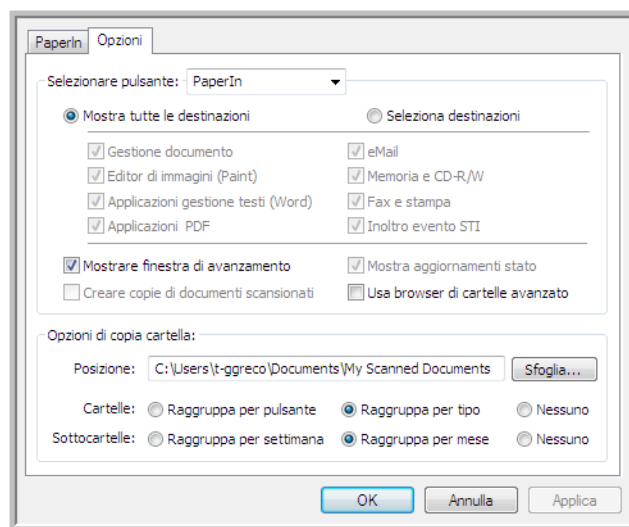 PaperIn Opzioni
Selezionare pulsante: PaperIn
Mostra tutte le destinazioni Seleziona destinazioni
Gestione documento eMail
Editor di immagini (Paint) Memoria e CD-R/W
Applicazioni gestione testi (Word) Fax e stampa
Applicazioni PDF Inoltro evento STI
Mostrare finestra di avanzamento Mostra aggiornamenti stato
Creare copie di documenti scansionati Usa browser di cartelle avanzato
Opzioni di copia cartella:
Posizione: C:\Users\t-ggreco\Documents\My Scanned Documents Sfoglia...
Cartelle: Raggruppa per pulsante Raggruppa per tipo Nessuno
Sottocartelle: Raggruppa per settimana Raggruppa per mese Nessuno
OK Annulla Applica